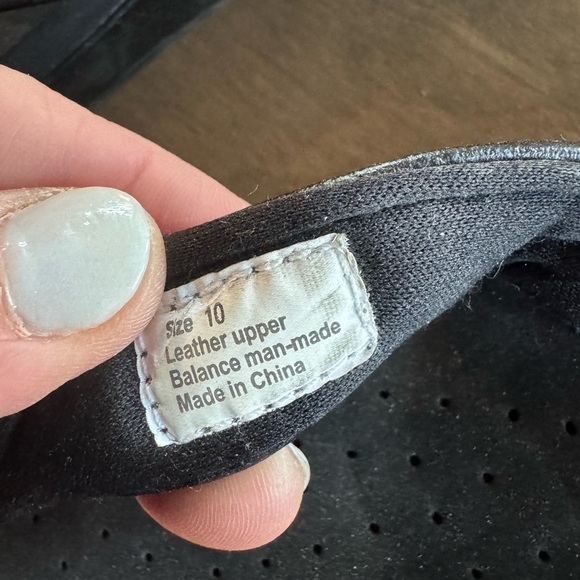 Size 10
Leather upper
Balance man-made
Made in China